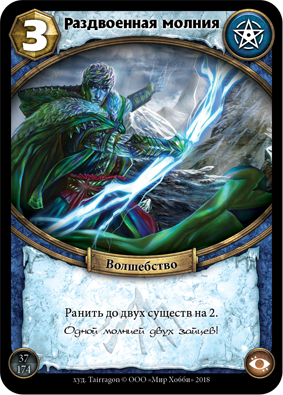 3
Раздвоенная молния
Волшебство
Ранить до двух существ на 2.
Одной молнией двух зайцев!
37
174
худ. Tairragon © ООО «Мир Хобби» 2018